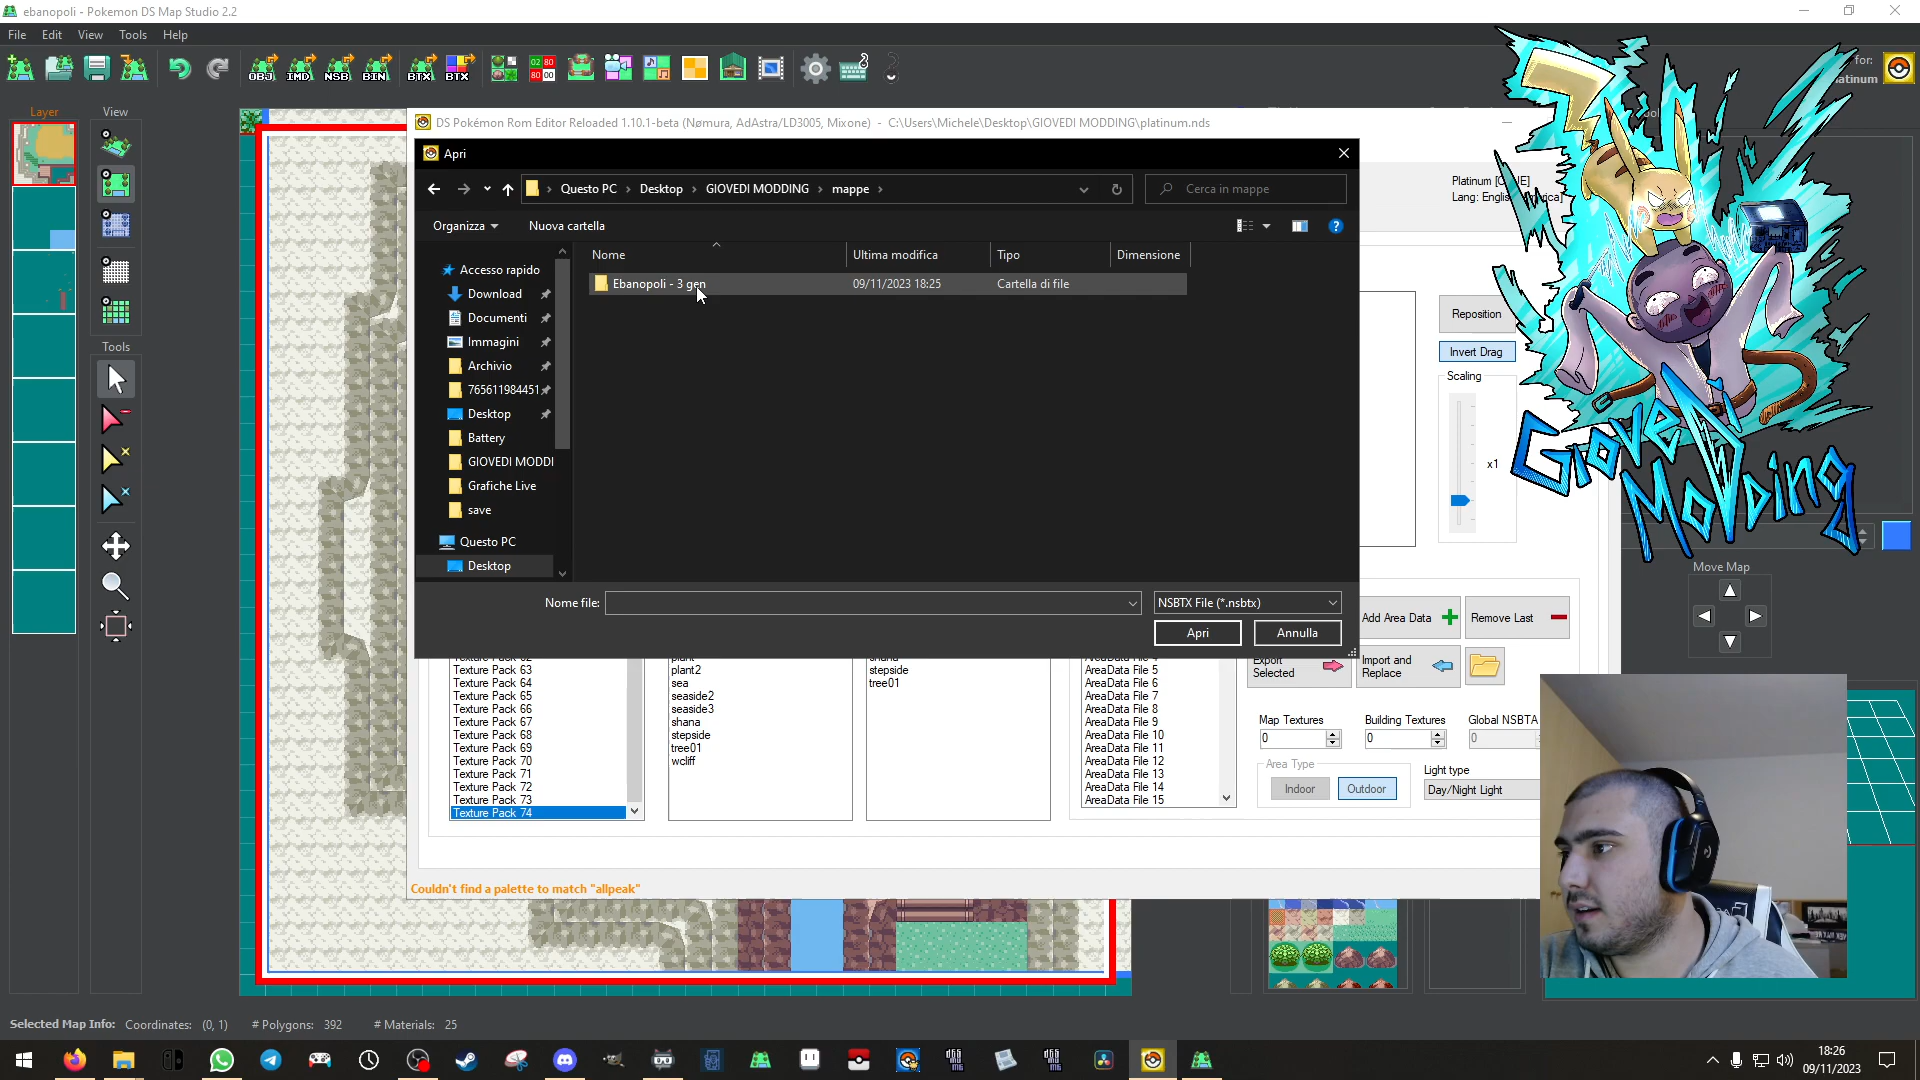 ebanopoli - Pokemon DS Map Studio 2.2
File Edit View Tools Help
OBJ IMD NSB BIN BTX BTX
for:
atinum
Layer View
DS Pokémon Rom Editor Reloaded 1.10.1-beta (Nømura, AdAstra/LD3005, Mixone) - C:\Users\Michele\Desktop\GIOVEDI MODDING\platinum.nds
Apri
Questo PC Desktop GIOVEDI MODDING mappe
Cerca in mappe
Organizza Nuova cartella
Nome Ultima modifica Tipo Dimensione
Ebanopoli - 3 gen 09/11/2023 18:25 Cartella di file
Accesso rapido
Download
Documenti
Immagini
Archivio
765611984451
Desktop
Battery
GIOVEDI MODDI
Grafiche Live
save
Questo PC
Desktop
Nome file: NSBTX File (*.nsbtx)
Apri Annulla
Tools
Platinum
Lang: Englis
Reposition
Invert Drag
Scaling
x1
GIOVEDI
MODDING
Move Map
Add Area Data Remove Last
Export Selected
Import and Replace
Texture Pack 63
Texture Pack 64
Texture Pack 65
Texture Pack 66
Texture Pack 67
Texture Pack 68
Texture Pack 69
Texture Pack 70
Texture Pack 71
Texture Pack 72
Texture Pack 73
Texture Pack 74
plant2
sea
seaside2
seaside3
shana
stepside
tree01
wcliff
stepside
tree01
AreaData File 5
AreaData File 6
AreaData File 7
AreaData File 8
AreaData File 9
AreaData File 10
AreaData File 11
AreaData File 12
AreaData File 13
AreaData File 14
AreaData File 15
Map Textures Building Textures Global NSBTA
0 0 0
Area Type
Indoor Outdoor
Light type
Day/Night Light
Couldn't find a palette to match "allpeak"
Selected Map Info: Coordinates: (0, 1) # Polygons: 392 # Materials: 25
18:26
09/11/2023